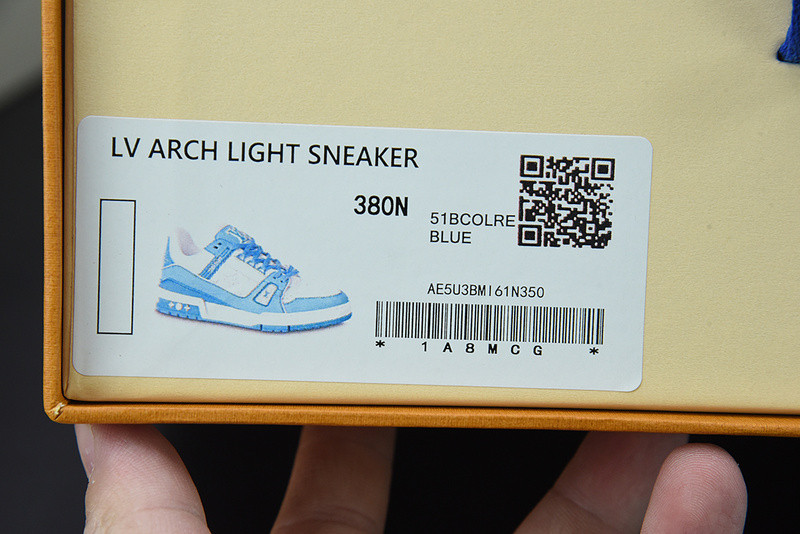 LV ARCH LIGHT SNEAKER
380N
51BCOLRE
BLUE
AE5U3BMI61N350
* 1A8MCG *